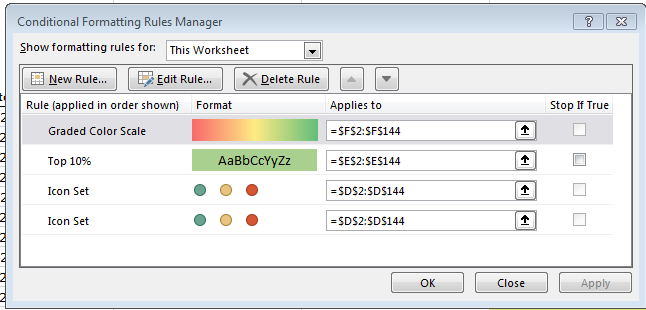 Conditional Formatting Rules Manager
Show formatting rules for: This Worksheet
New Rule... Edit Rule... Delete Rule
Rule (applied in order shown) Format Applies to Stop If True
Graded Color Scale =$F$2:$F$144
Top 10% AaBbCcYyZz =$E$2:$E$144
Icon Set =$D$2:$D$144
Icon Set =$D$2:$D$144
OK Close Apply